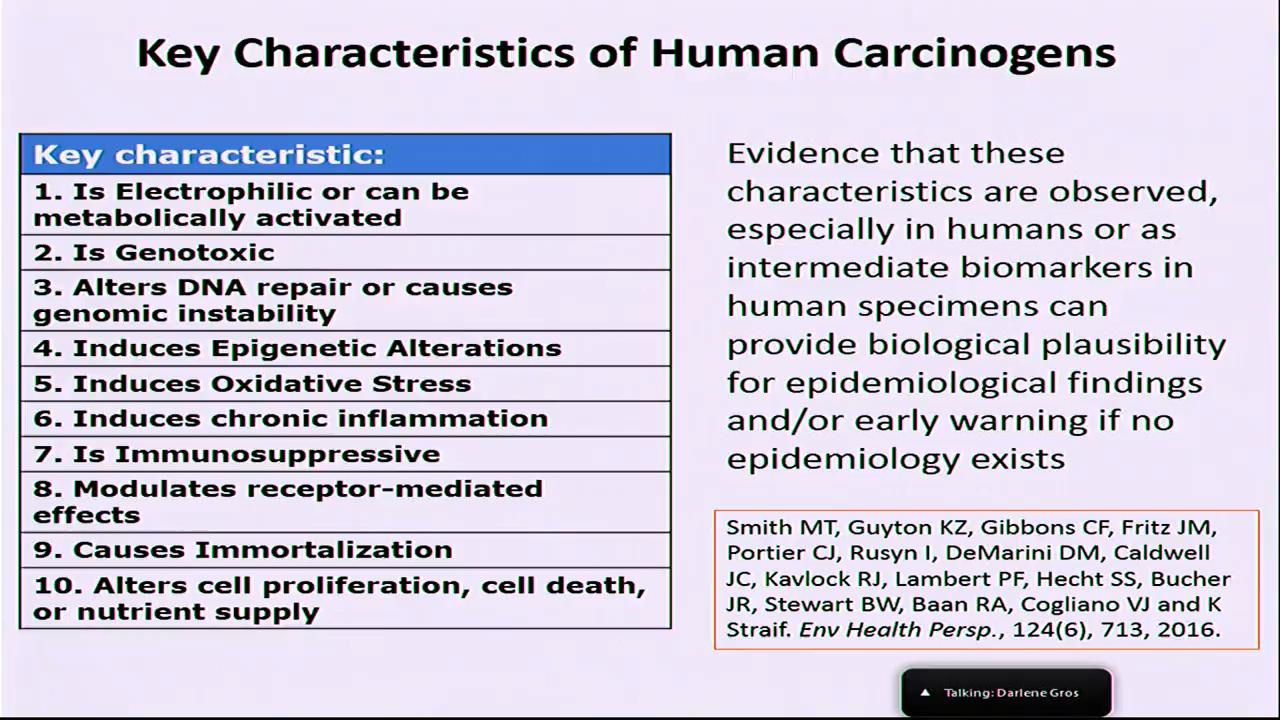 Key Characteristics of Human Carcinogens
Key characteristic:
1. Is Electrophilic or can be
metabolically activated
2. Is Genotoxic
3. Alters DNA repair or causes
genomic instability
4. Induces Epigenetic Alterations
5. Induces Oxidative Stress
6. Induces chronic inflammation
7. Is Immunosuppressive
8. Modulates receptor-mediated
effects
9. Causes Immortalization
10. Alters cell proliferation, cell death,
or nutrient supply
Evidence that these
characteristics are observed,
especially in humans or as
intermediate biomarkers in
human specimens can
provide biological plausibility
for epidemiological findings
and/or early warning if no
epidemiology exists
Smith MT, Guyton KZ, Gibbons CF, Fritz JM,
Portier CJ, Rusyn I, DeMarini DM, Caldwell
JC, Kavlock RJ, Lambert PF, Hecht SS, Bucher
JR, Stewart BW, Baan RA, Cogliano VJ and K
Straif. Env Health Persp., 124(6), 713, 2016.
Talking: Darlene Gros